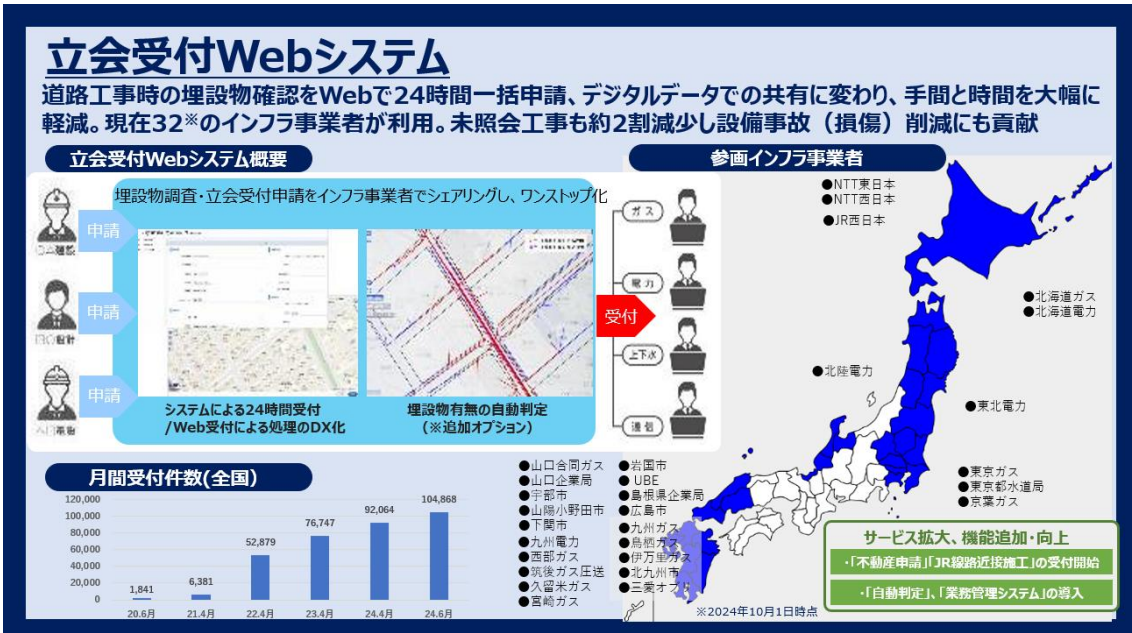 立会受付Webシステム
道路工事時の埋設物確認をWebで24時間一括申請、デジタルデータでの共有に変わり、手間と時間を大幅に
軽減。現在32※のインフラ事業者が利用。未照会工事も約2割減少し設備事故（損傷）削減にも貢献
立会受付Webシステム概要
埋設物調査・立会受付申請をインフラ事業者でシェアリングし、ワンストップ化
申請
申請
申請
システムによる24時間受付
/Web受付による処理のDX化
埋設物有無の自動判定
(※追加オプション)
受付
ガス
電力
上下水
通信
参画インフラ事業者
●NTT東日本
●NTT西日本
●JR西日本
●北海道ガス
●北海道電力
●北陸電力
●東北電力
●東京ガス
●東京都水道局
●京葉ガス
月間受付件数(全国)
120,000
100,000
80,000
60,000
40,000
20,000
0
1,841
6,381
52,879
76,747
92,064
104,868
20.6月
21.4月
22.4月
23.4月
24.4月
24.6月
●山口合同ガス
●山口企業局
●宇部市
●山陽小野田市
●下関市
●九州電力
●西部ガス
●筑後ガス圧送
●久留米ガス
●宮崎ガス
●岩国市
●UBE
●島根県企業局
●広島市
●九州ガス
●鳥栖ガス
●伊万里ガス
●北九州市
●三愛オブリ
※2024年10月1日時点
サービス拡大、機能追加・向上
・「不動産申請」「JR線路近接施工」の受付開始
・「自動判定」、「業務管理システム」の導入